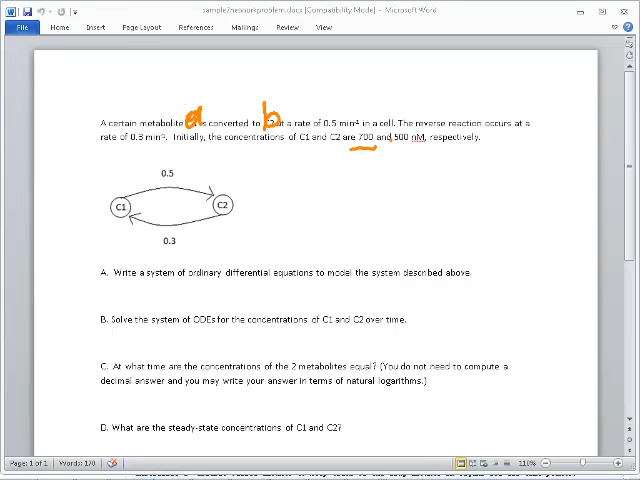 sample2networkproblem.docx [Compatibility Mode] - Microsoft Word
File Home Insert Page Layout References Mailings Review View
A certain metabolite a is converted to b at a rate of 0.5 min⁻¹ in a cell. The reverse reaction occurs at a
rate of 0.3 min⁻¹. Initially, the concentrations of C1 and C2 are 700 and 500 nM, respectively.
0.5
C1 C2
0.3
A. Write a system of ordinary differential equations to model the system described above.
B. Solve the system of ODEs for the concentrations of C1 and C2 over time.
C. At what time are the concentrations of the 2 metabolites equal? (You do not need to compute a
decimal answer and you may write your answer in terms of natural logarithms.)
D. What are the steady-state concentrations of C1 and C2?
Page: 1 of 1 Words: 170 110%